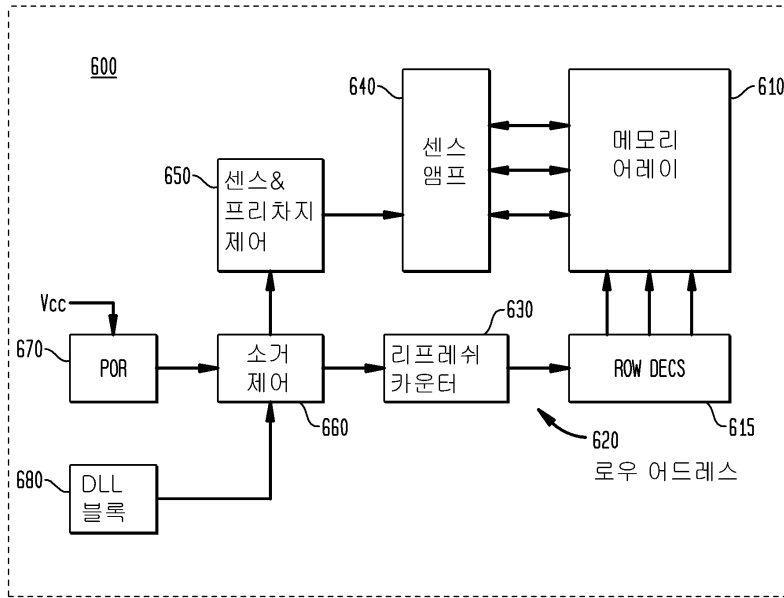 600
640
610
센스
앰프
메모리
어레이
650
센스&
프리차지
제어
Vcc
630
670
POR
소거
제어
660
리프레쉬
카운터
ROW DECS
615
620
로우 어드레스
680
DLL
블록